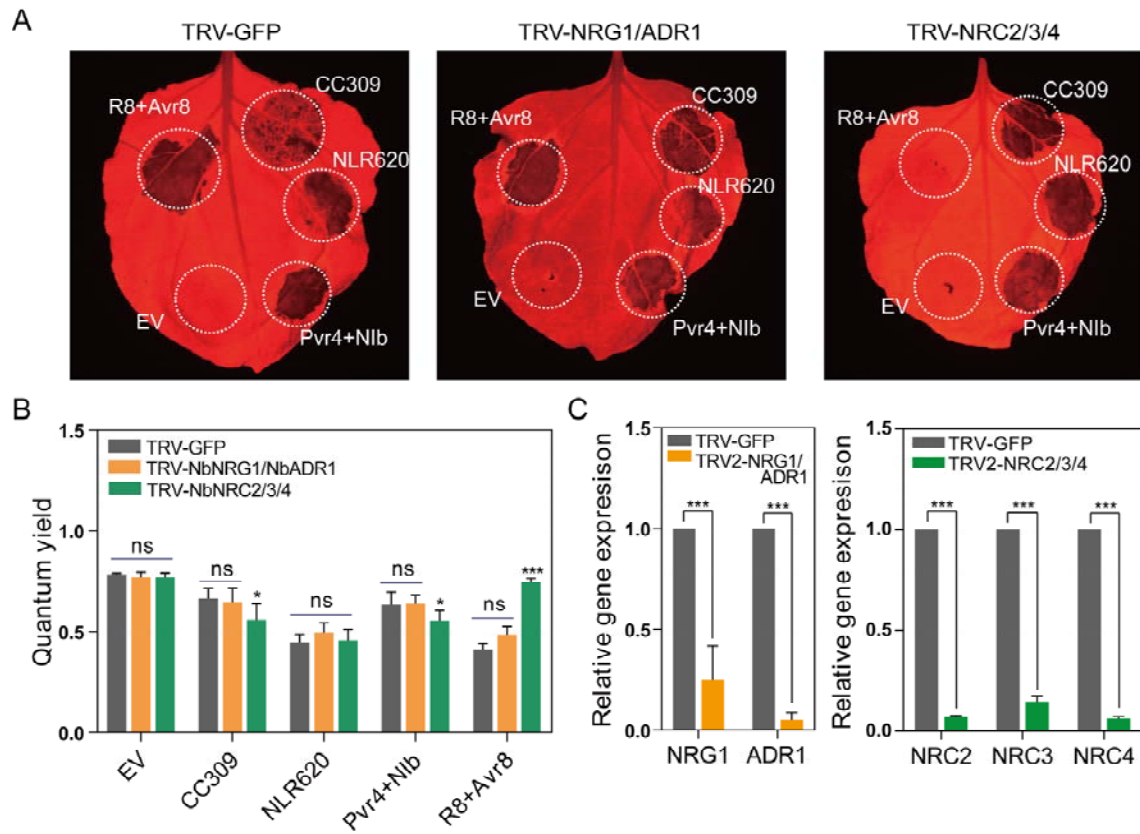 A
TRV-GFP
TRV-NRG1/ADR1
TRV-NRC2/3/4
R8+Avr8
CC309
NLR620
EV
Pvr4+NIb
R8+Avr8
CC309
NLR620
EV
Pvr4+NIb
R8+Avr8
CC309
NLR620
EV
Pvr4+NIb
B
Quantum yield
1.5
1.0
0.5
0.0
TRV-GFP
TRV-NbNRG1/NbADR1
TRV-NbNRC2/3/4
ns
ns
*
ns
ns
*
ns
***
EV
CC309
NLR620
Pvr4+NIb
R8+Avr8
C
Relative gene expresison
1.5
1.0
0.5
0.0
TRV-GFP
TRV2-NRG1/
ADR1
***
***
NRG1
ADR1
Relative gene expresison
1.5
1.0
0.5
0.0
TRV-GFP
TRV2-NRC2/3/4
***
***
***
NRC2
NRC3
NRC4